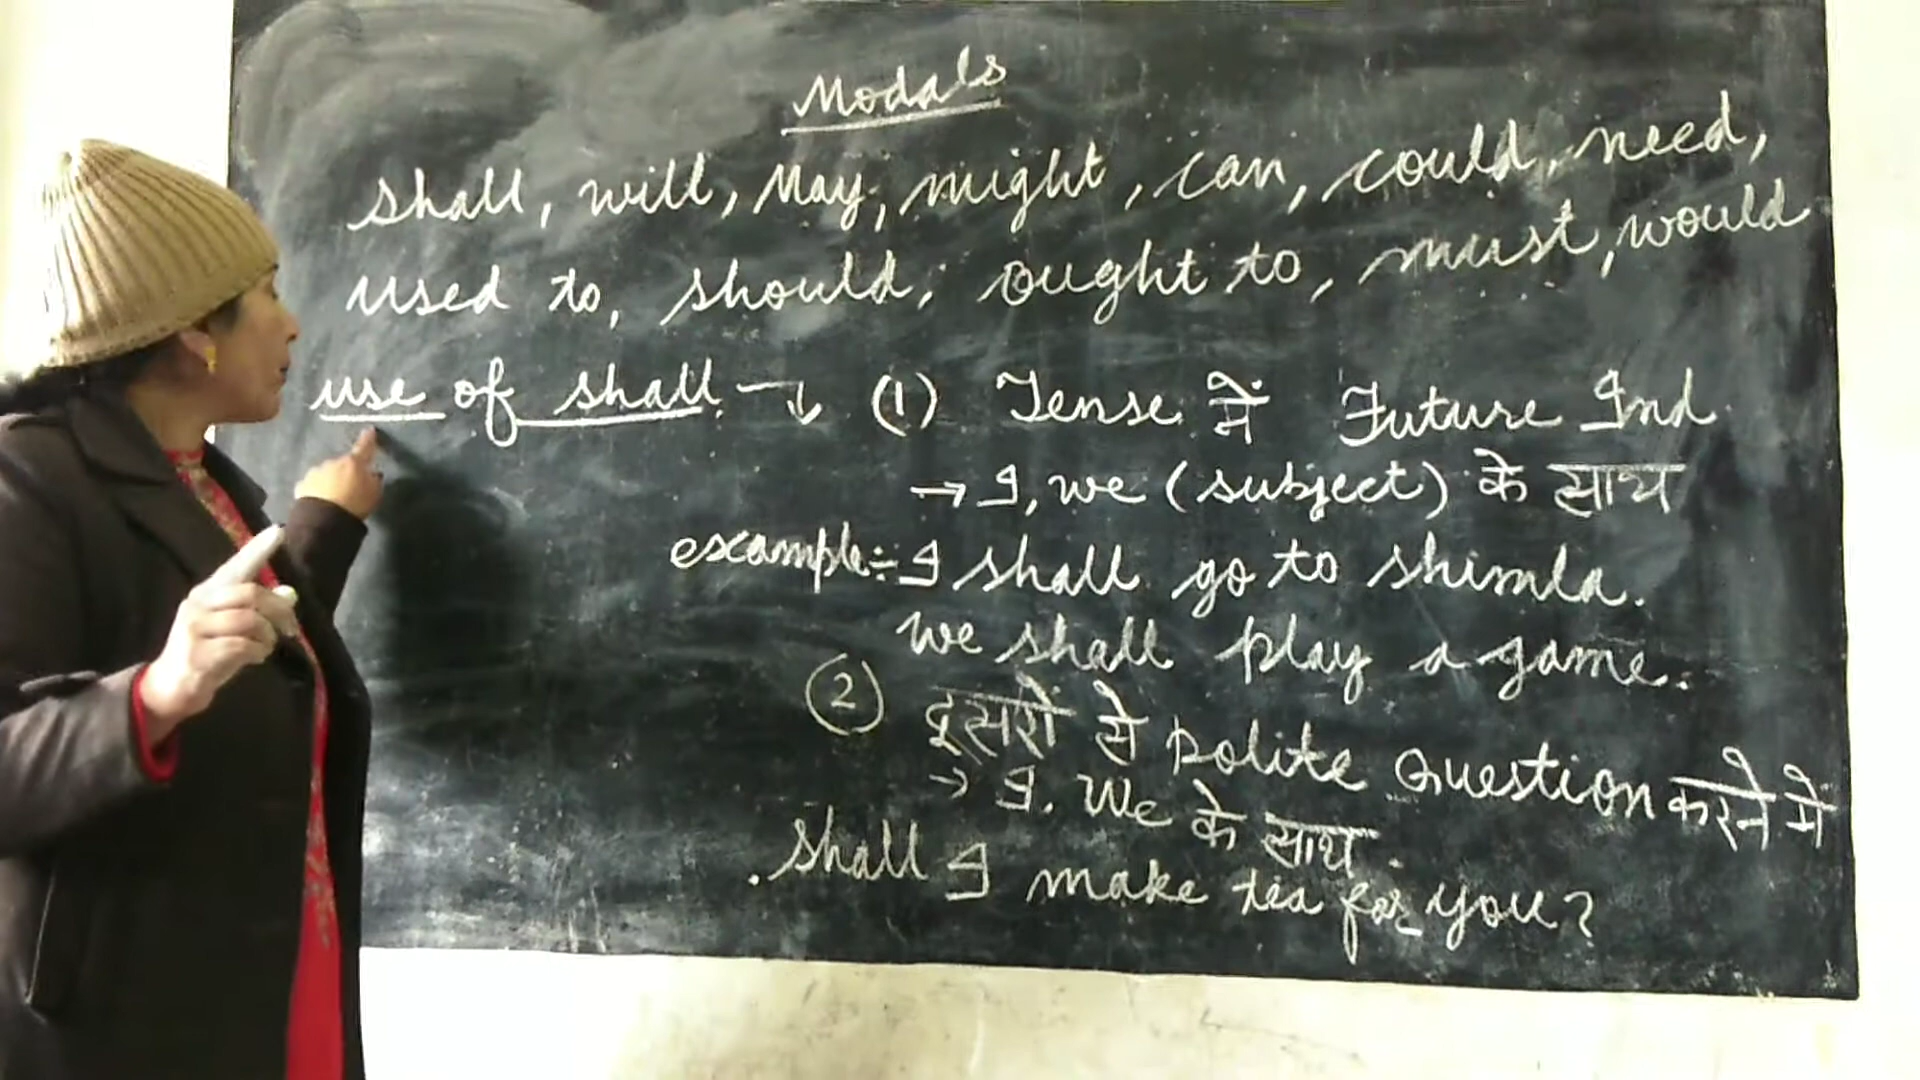 Modals
shall, will, May, might, can, could, need,
used to, should, ought to, must, would
use of shall → (1) Tense में Future Ind
→ I, we (subject) के साथ
example:- I shall go to shimla.
we shall play a game.
(2) दूसरों से polite Question करने में
→ I. We के साथ.
. Shall I make tea for you?